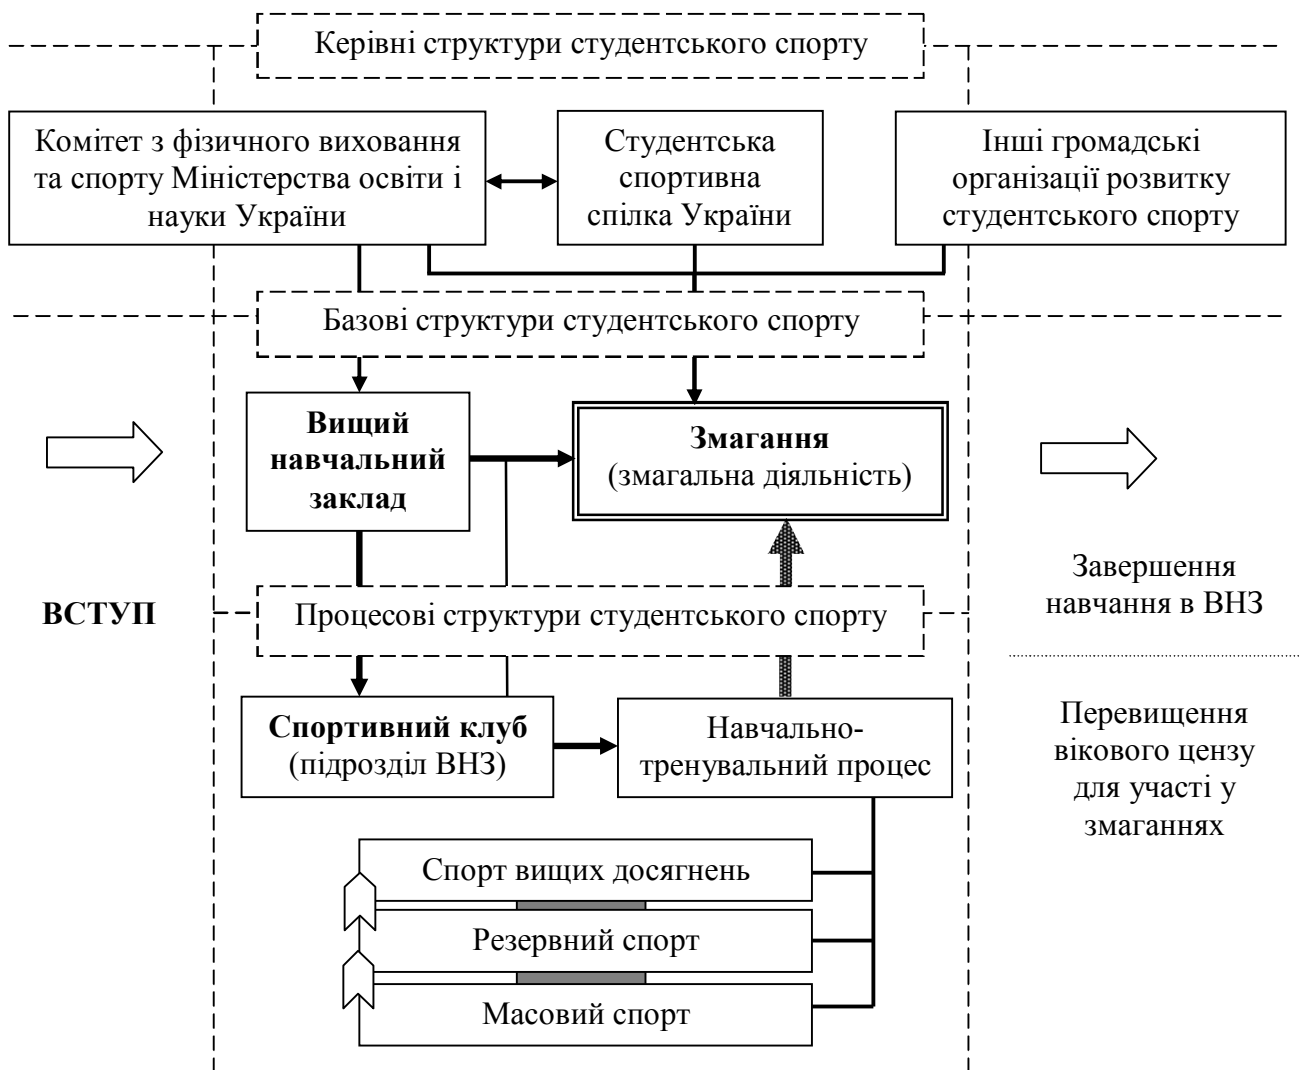 Керівні структури студентського спорту
Комітет з фізичного виховання
та спорту Міністерства освіти і
науки України
Студентська
спортивна
спілка України
Інші громадські
організації розвитку
студентського спорту
Базові структури студентського спорту
Вищий
навчальний
заклад
Змагання
(змагальна діяльність)
ВСТУП
Процесові структури студентського спорту
Завершення
навчання в ВНЗ
Спортивний клуб
(підрозділ ВНЗ)
Навчально-
тренувальний процес
Перевищення
вікового цензу
для участі у
змаганнях
Спорт вищих досягнень
Резервний спорт
Масовий спорт